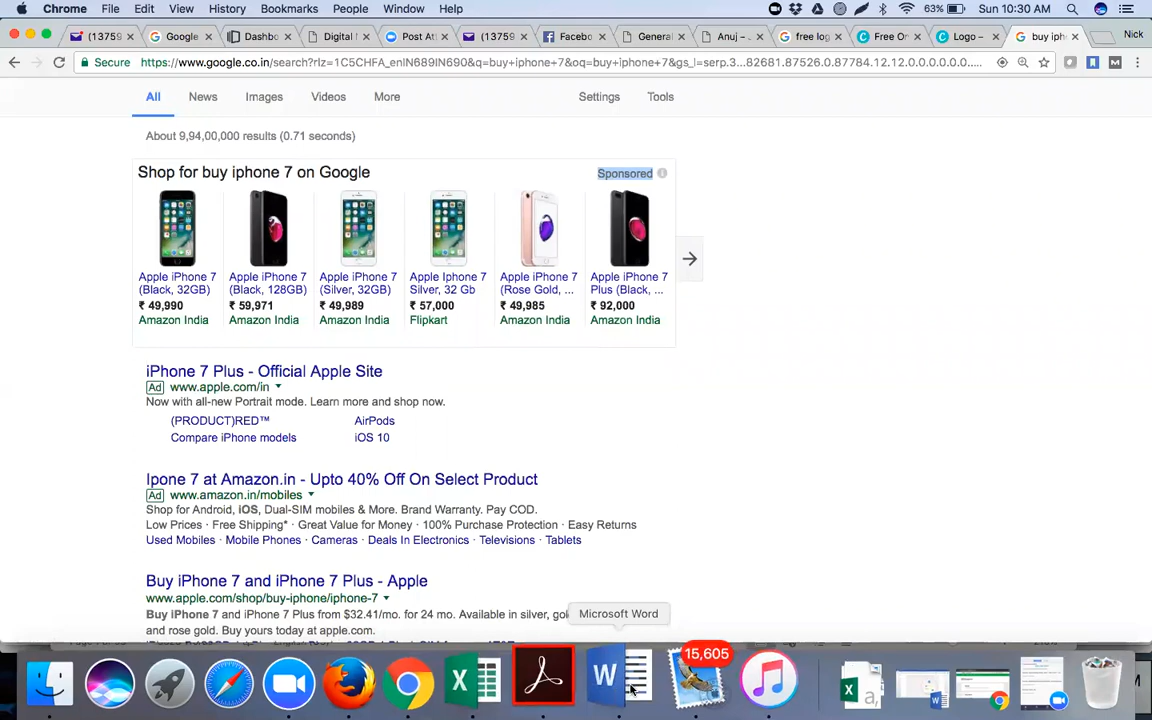 Chrome File Edit View History Bookmarks People Window Help
63% Sun 10:30 AM
(13759 Google Dashbo Digital Post Att (13759 Facebo General Anuj – ... free log Free On Logo – buy iph Nick
Secure https://www.google.co.in/search?rlz=1C5CHFA_enIN689IN690&q=buy+iphone+7&oq=buy+iphone+7&gs_l=serp.3...82681.87526.0.87784.12.12.0.0.0.0.0.0...
All News Images Videos More Settings Tools
About 9,94,00,000 results (0.71 seconds)
Shop for buy iphone 7 on Google Sponsored
Apple iPhone 7 Apple iPhone 7 Apple iPhone 7 Apple Iphone 7 Apple iPhone 7 Apple iPhone 7
(Black, 32GB) (Black, 128GB) (Silver, 32GB) Silver, 32 Gb (Rose Gold, ... Plus (Black, ...
₹ 49,990 ₹ 59,971 ₹ 49,989 ₹ 57,000 ₹ 49,985 ₹ 92,000
Amazon India Amazon India Amazon India Flipkart Amazon India Amazon India
iPhone 7 Plus - Official Apple Site
Ad www.apple.com/in
Now with all-new Portrait mode. Learn more and shop now.
(PRODUCT)RED™ AirPods
Compare iPhone models iOS 10
Ipone 7 at Amazon.in - Upto 40% Off On Select Product
Ad www.amazon.in/mobiles
Shop for Android, iOS, Dual-SIM mobiles & More. Brand Warranty. Pay COD.
Low Prices · Free Shipping* · Great Value for Money · 100% Purchase Protection · Easy Returns
Used Mobiles · Mobile Phones · Cameras · Deals In Electronics · Televisions · Tablets
Buy iPhone 7 and iPhone 7 Plus - Apple
www.apple.com/shop/buy-iphone/iphone-7
Buy iPhone 7 and iPhone 7 Plus from $32.41/mo. for 24 mo. Available in silver,
and rose gold. Buy yours today at apple.com.
Microsoft Word
15,605